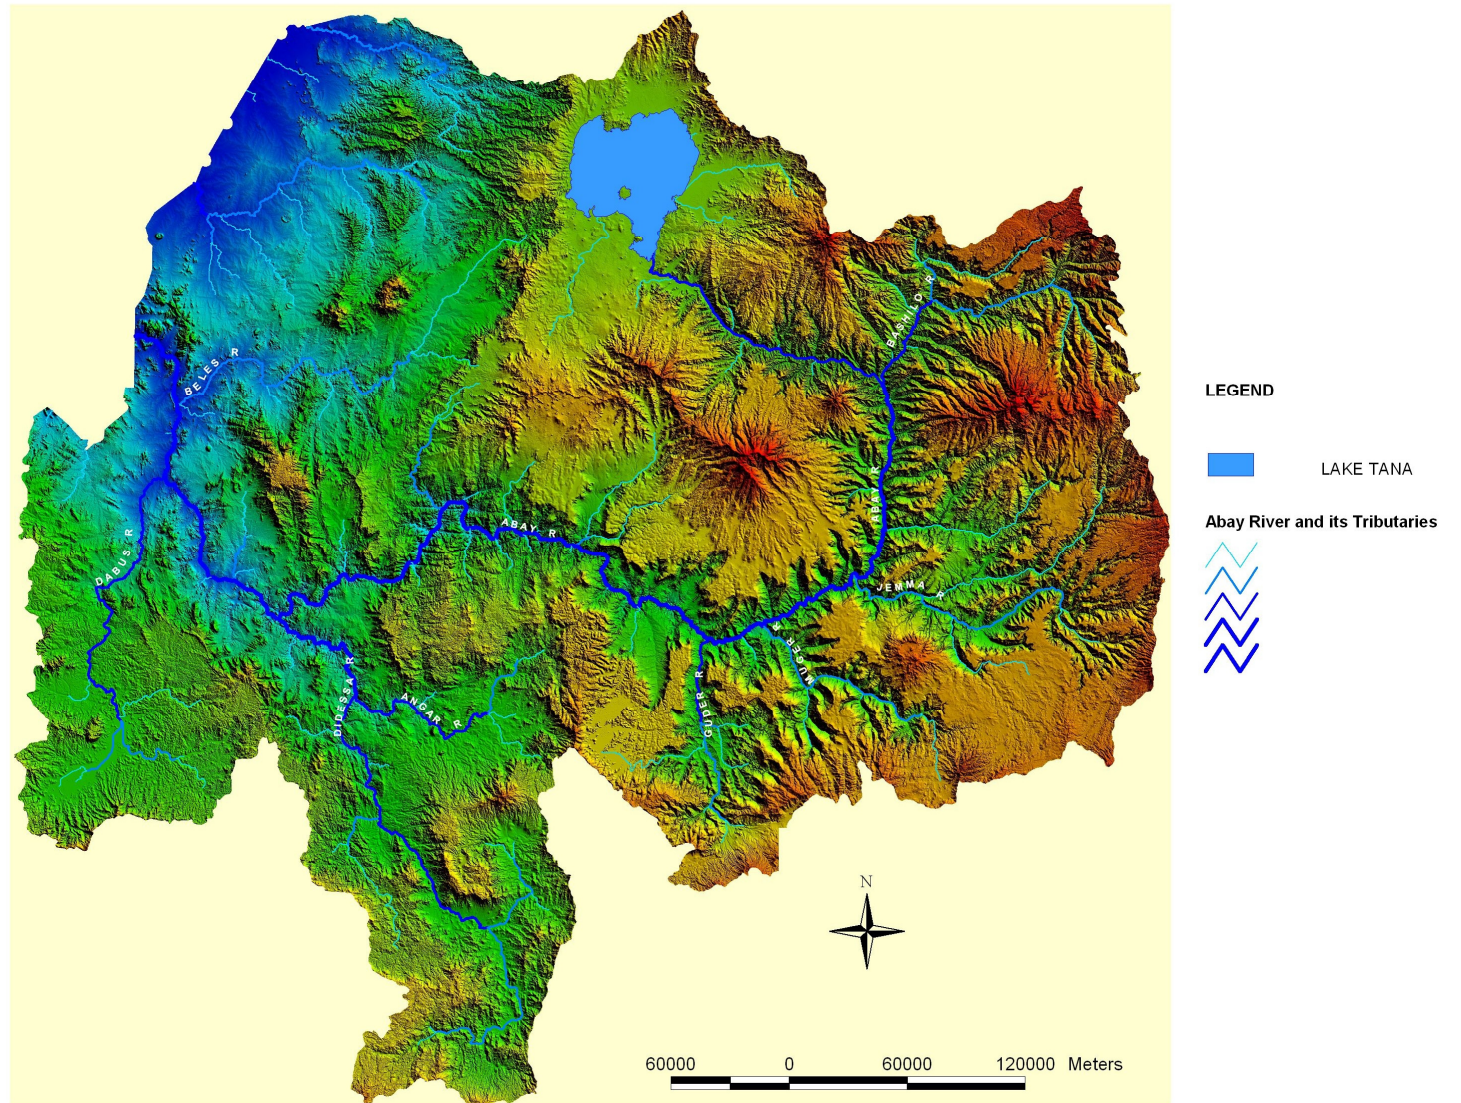 BELES R
BASHILO R
ABAY R
ABAY R
DABUS R
JEMMA R
MUGER R
GUDER R
DIDESSA R
ANGAR R
N
60000 0 60000 120000 Meters
LEGEND
LAKE TANA
Abay River and its Tributaries